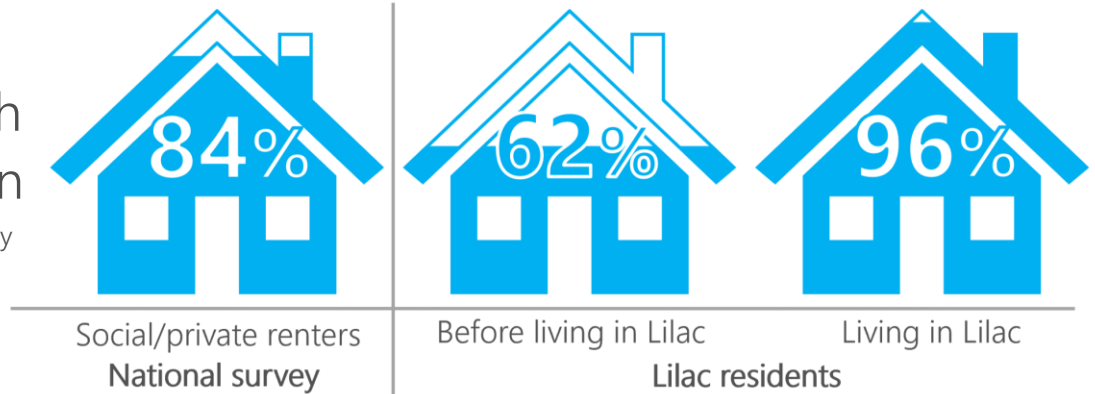 h
n
y
84%
62%
96%
Social/private renters
Before living in Lilac
Living in Lilac
National survey
Lilac residents